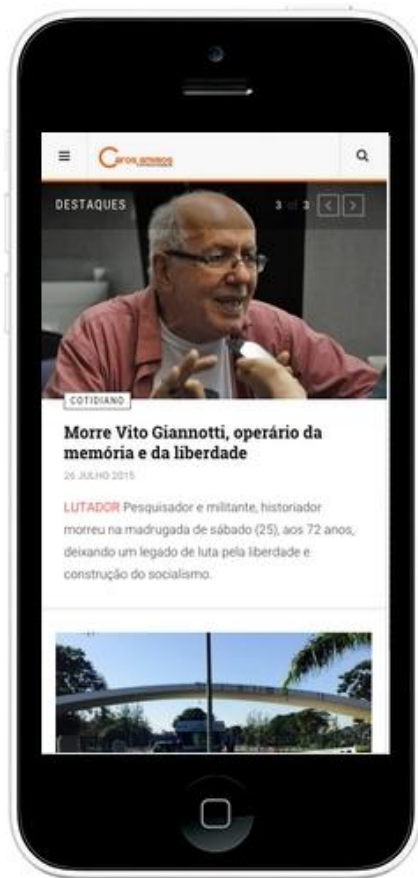 Caros amigos
DESTAQUES
3 of 3
COTIDIANO
Morre Vito Giannotti, operário da
memória e da liberdade
26 JULHO 2015
LUTADOR Pesquisador e militante, historiador
morreu na madrugada de sábado (25), aos 72 anos,
deixando um legado de luta pela liberdade e
construção do socialismo.